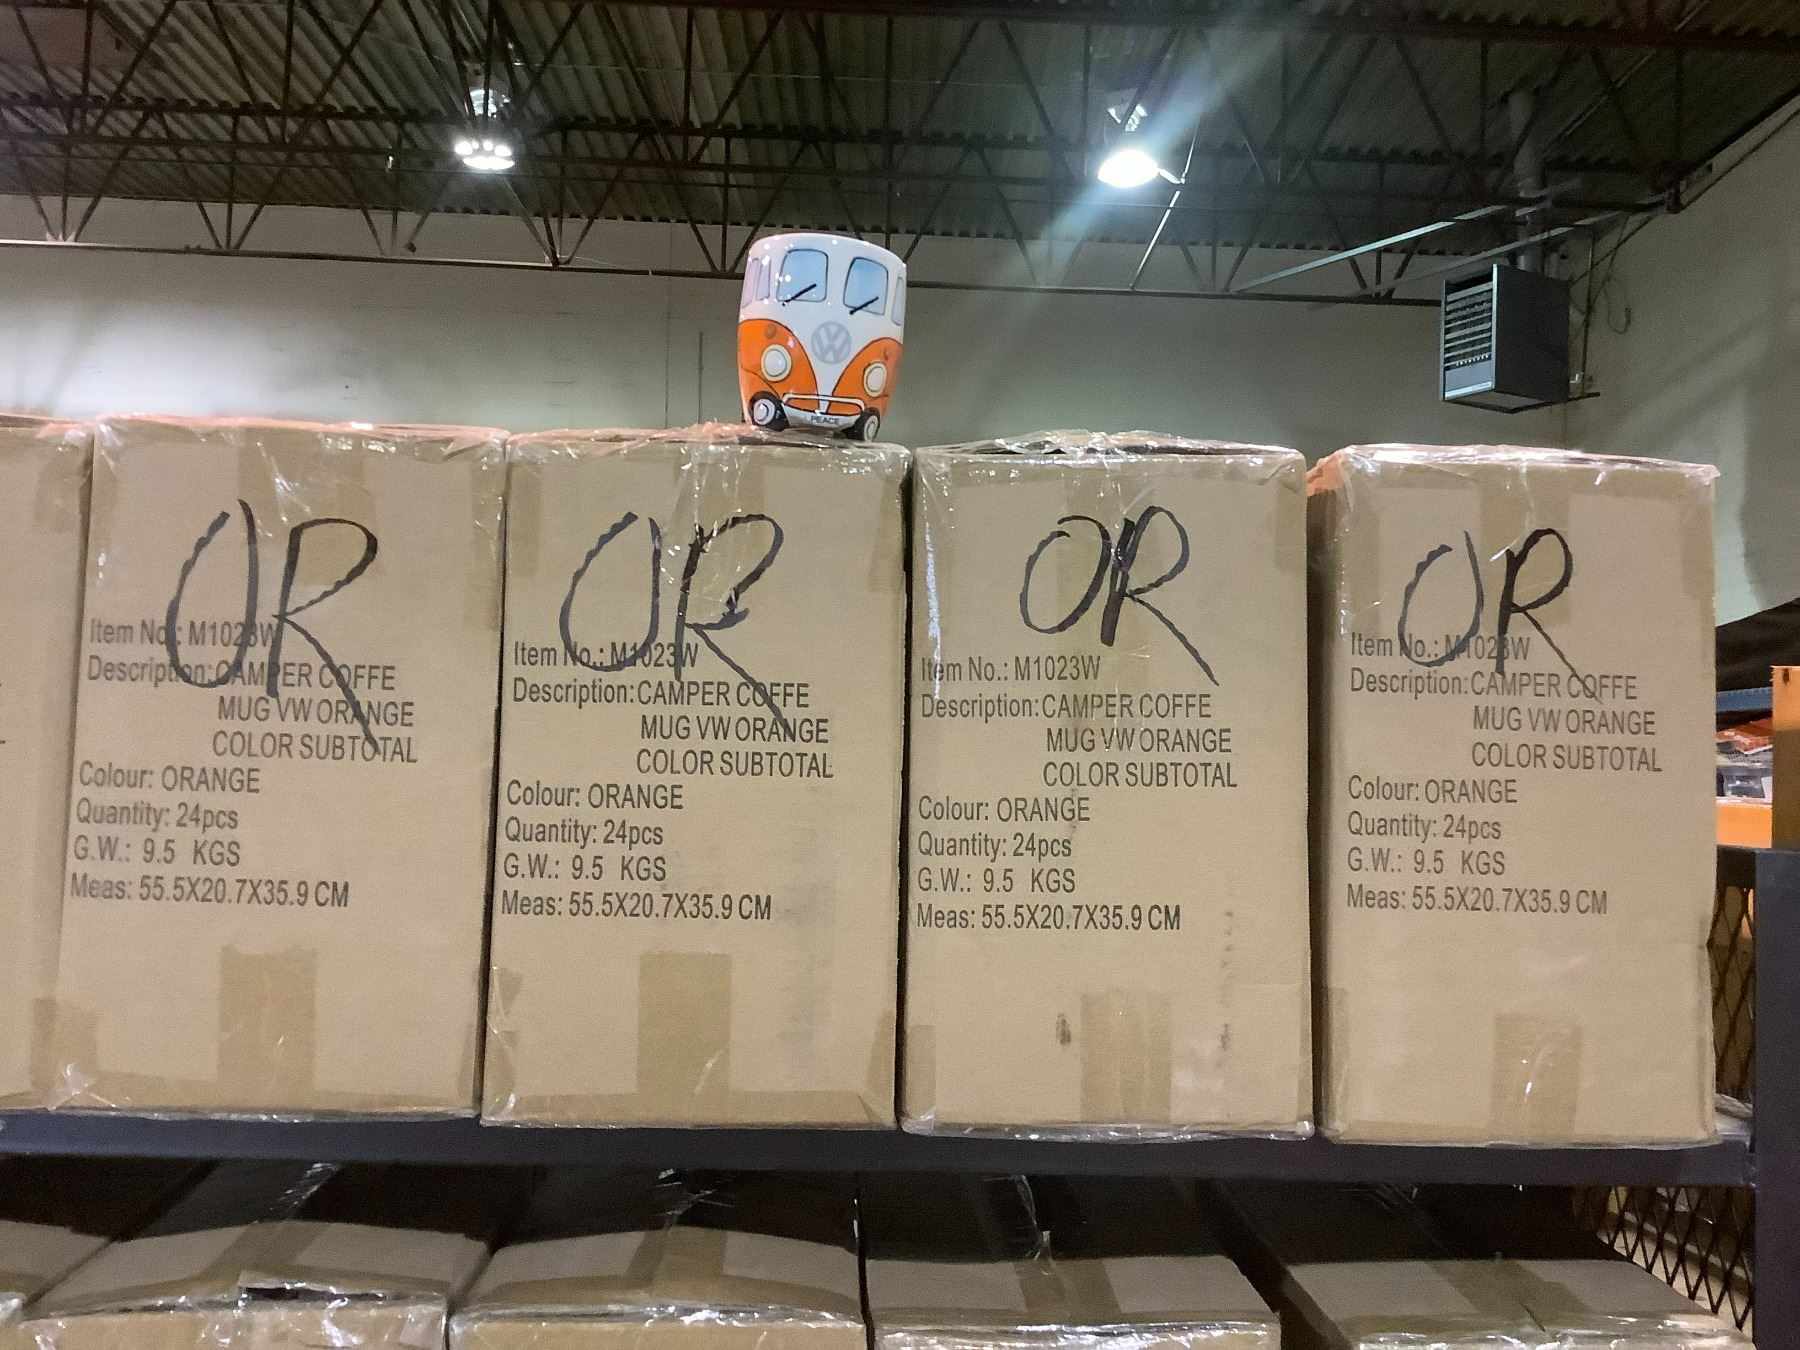 VW
PEACE
OR
Item No.: M1023W
Description: CAMPER COFFE
MUG VW ORANGE
COLOR SUBTOTAL
Colour: ORANGE
Quantity: 24pcs
G.W.: 9.5 KGS
Meas: 55.5X20.7X35.9 CM
OR
Item No.: M1023W
Description: CAMPER COFFE
MUG VW ORANGE
COLOR SUBTOTAL
Colour: ORANGE
Quantity: 24pcs
G.W.: 9.5 KGS
Meas: 55.5X20.7X35.9 CM
OR
Item No.: M1023W
Description: CAMPER COFFE
MUG VW ORANGE
COLOR SUBTOTAL
Colour: ORANGE
Quantity: 24pcs
G.W.: 9.5 KGS
Meas: 55.5X20.7X35.9 CM
OR
Item No.: M1023W
Description: CAMPER COFFE
MUG VW ORANGE
COLOR SUBTOTAL
Colour: ORANGE
Quantity: 24pcs
G.W.: 9.5 KGS
Meas: 55.5X20.7X35.9 CM